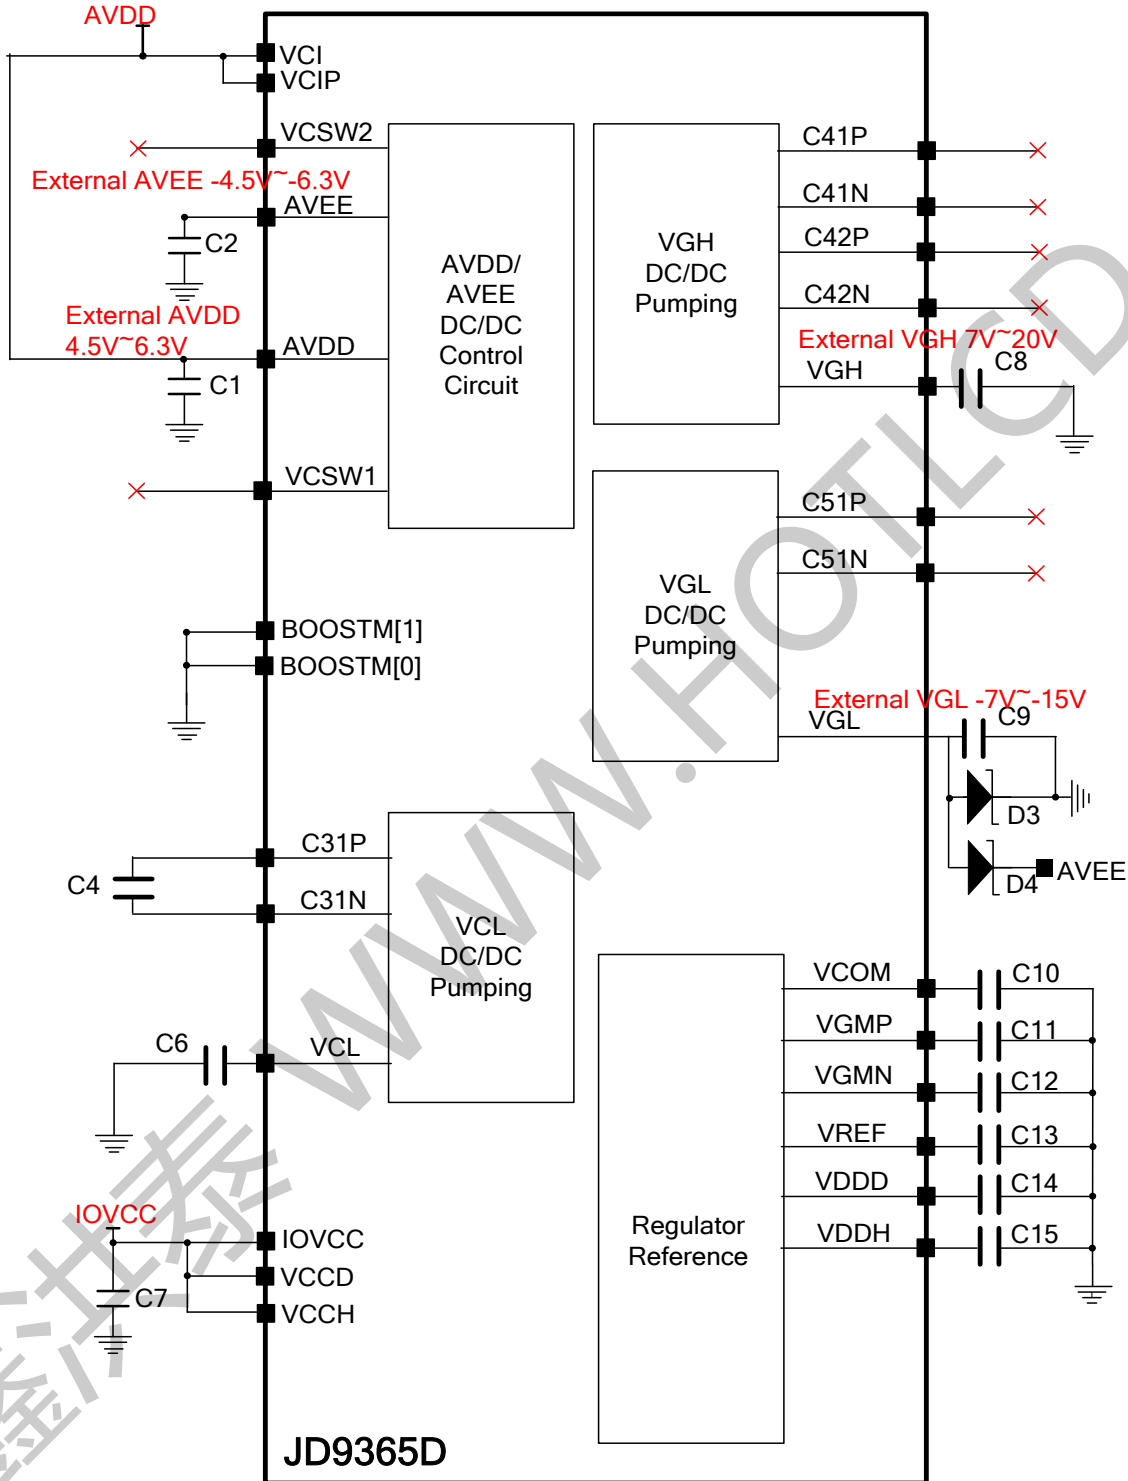 AVDD
VCI
VCIP
VCSW2
External AVEE -4.5V~-6.3V
AVEE
C2
External AVDD
4.5V~6.3V
AVDD
C1
VCSW1
AVDD/
AVEE
DC/DC
Control
Circuit
BOOSTM[1]
BOOSTM[0]
C31P
C4
C31N
VCL
DC/DC
Pumping
C6
VCL
IOVCC
IOVCC
VCCD
C7
VCCH
JD9365D
C41P
C41N
C42P
C42N
VGH
DC/DC
Pumping
External VGH 7V~20V
VGH
C8
C51P
C51N
VGL
DC/DC
Pumping
External VGL -7V~-15V
VGL
C9
D3
D4
AVEE
VCOM
C10
VGMP
C11
VGMN
C12
VREF
C13
VDDD
C14
VDDH
C15
Regulator
Reference
鑫洪泰 WWW.HOTLCD